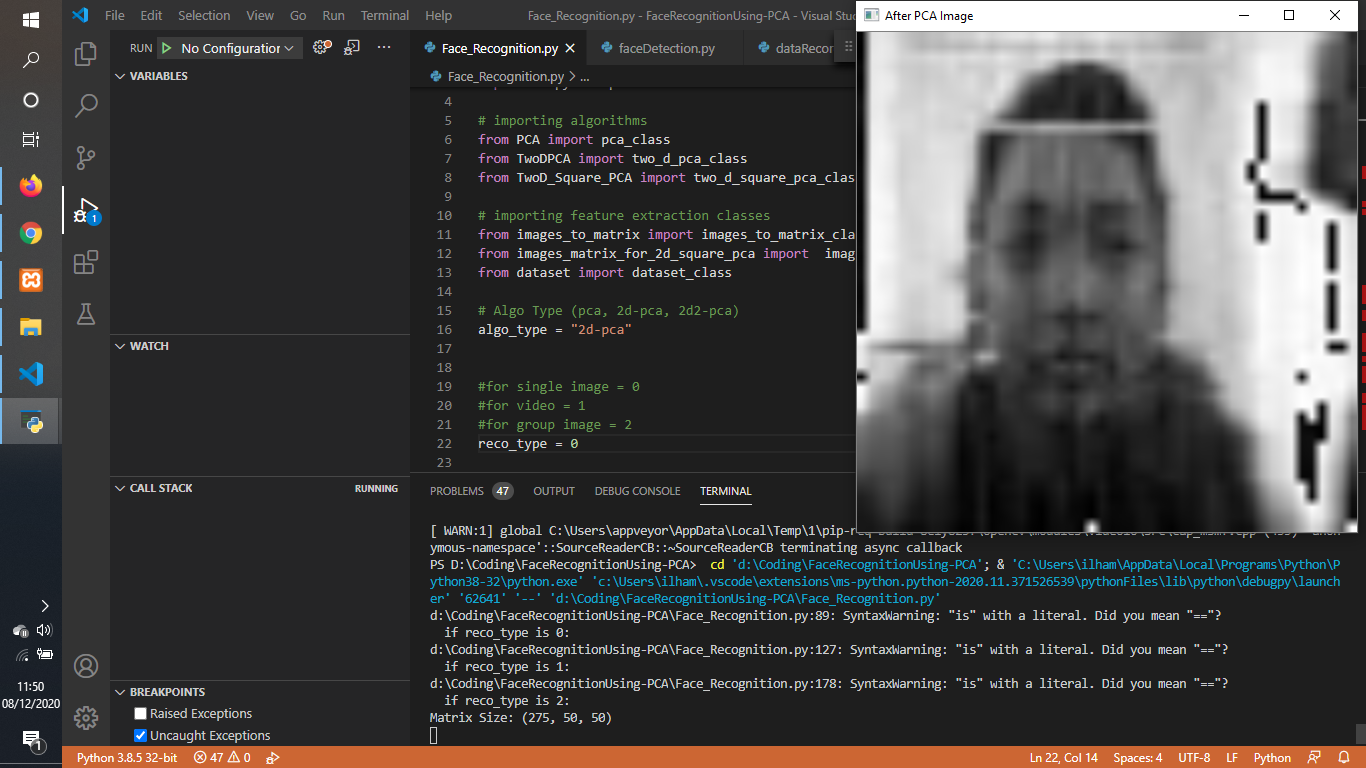 File Edit Selection View Go Run Terminal Help
Face_Recognition.py - FaceRecognitionUsing-PCA - Visual
After PCA Image
RUN No Configuration
Face_Recognition.py
faceDetection.py
Face_Recognition.py > ...
VARIABLES
4
5 # importing algorithms
6 from PCA import pca_class
7 from TwoDPCA import two_d_pca_class
8 from TwoD_Square_PCA import two_d_square_pca_clas
9
10 # importing feature extraction classes
11 from images_to_matrix import images_to_matrix_cla
12 from images_matrix_for_2d_square_pca import imag
13 from dataset import dataset_class
14
15 # Algo Type (pca, 2d-pca, 2d2-pca)
16 algo_type = "2d-pca"
17
18
19 #for single image = 0
20 #for video = 1
21 #for group image = 2
22 reco_type = 0
23
WATCH
CALL STACK
RUNNING
BREAKPOINTS
Raised Exceptions
Uncaught Exceptions
PROBLEMS 47 OUTPUT DEBUG CONSOLE TERMINAL
[ WARN:1] global C:\Users\appveyor\AppData\Local\Temp\1\pip-req
ymous-namespace'::SourceReaderCB::~SourceReaderCB terminating async callback
PS D:\Coding\FaceRecognitionUsing-PCA> cd 'd:\Coding\FaceRecognitionUsing-PCA'; & 'C:\Users\ilham\AppData\Local\Programs\Python\P
ython38-32\python.exe' 'c:\Users\ilham\.vscode\extensions\ms-python.python-2020.11.371526539\pythonFiles\lib\python\debugpy\launch
er' '62641' '--' 'd:\Coding\FaceRecognitionUsing-PCA\Face_Recognition.py'
d:\Coding\FaceRecognitionUsing-PCA\Face_Recognition.py:89: SyntaxWarning: "is" with a literal. Did you mean "=="?
if reco_type is 0:
d:\Coding\FaceRecognitionUsing-PCA\Face_Recognition.py:127: SyntaxWarning: "is" with a literal. Did you mean "=="?
if reco_type is 1:
d:\Coding\FaceRecognitionUsing-PCA\Face_Recognition.py:178: SyntaxWarning: "is" with a literal. Did you mean "=="?
if reco_type is 2:
Matrix Size: (275, 50, 50)
1
11:50
08/12/2020
1
Python 3.8.5 32-bit 47 0
Ln 22, Col 14 Spaces: 4 UTF-8 LF Python